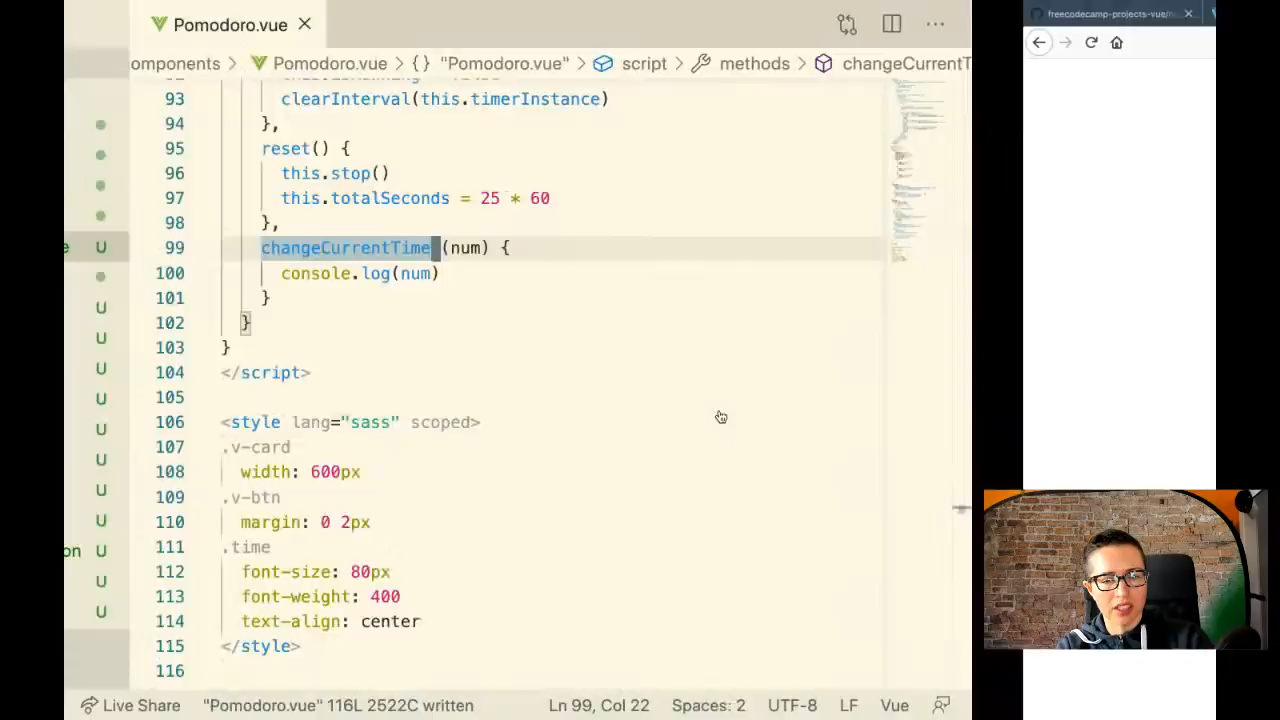 Pomodoro.vue
freecodecamp-projects-vue/
omponents > Pomodoro.vue > {} "Pomodoro.vue" > script > methods > changeCurrentT
93 clearInterval(this.timerInstance)
94 },
95 reset() {
96 this.stop()
97 this.totalSeconds = 25 * 60
98 },
99 changeCurrentTime (num) {
100 console.log(num)
101 }
102 }
103 }
104 </script>
105
106 <style lang="sass" scoped>
107 .v-card
108 width: 600px
109 .v-btn
110 margin: 0 2px
111 .time
112 font-size: 80px
113 font-weight: 400
114 text-align: center
115 </style>
116
e U
U
U
U
U
U
U
U
U
U
on U
U
U
Live Share "Pomodoro.vue" 116L 2522C written Ln 99, Col 22 Spaces: 2 UTF-8 LF Vue